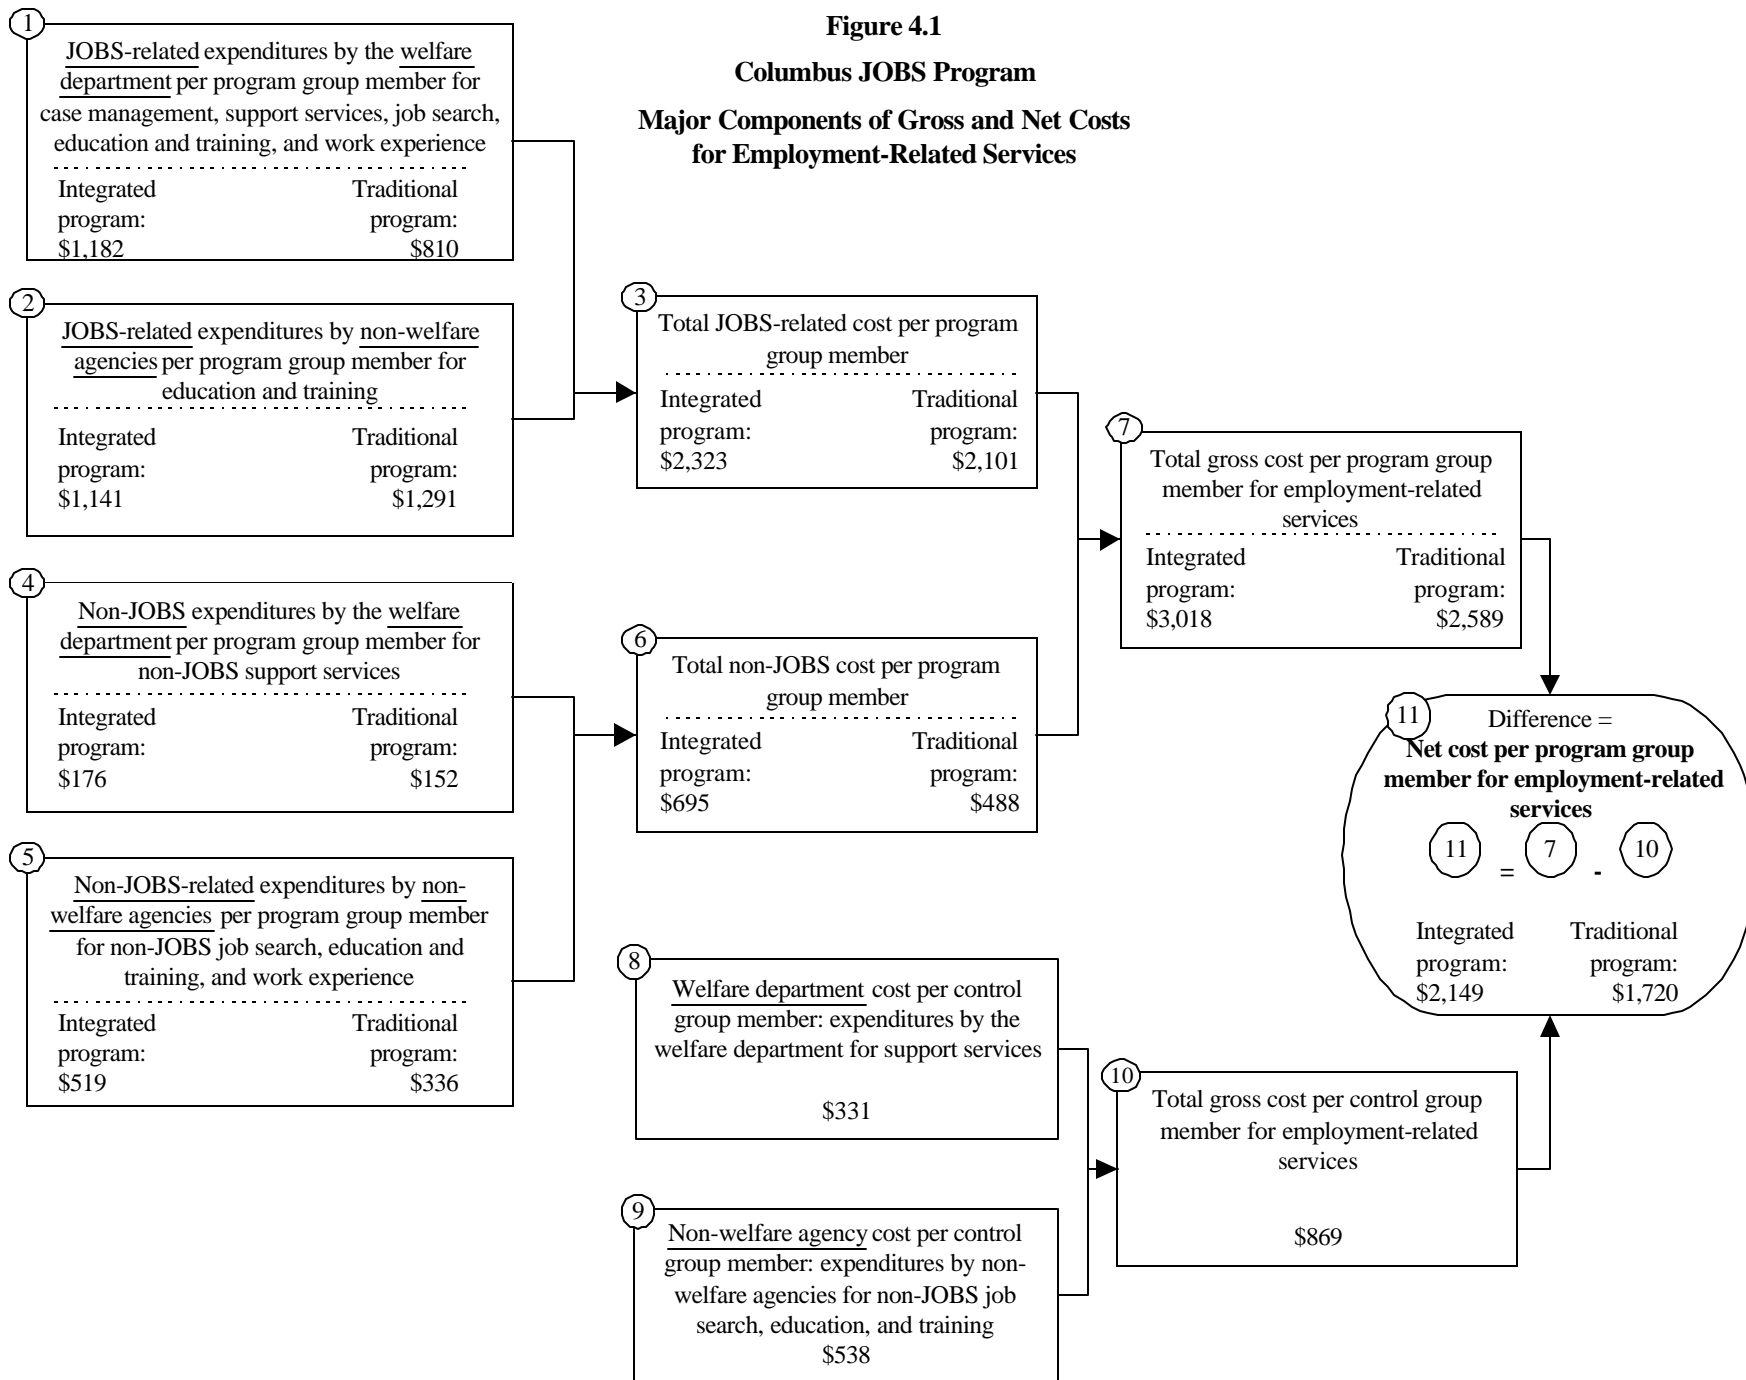 Figure 4.1
Columbus JOBS Program
Major Components of Gross and Net Costs
for Employment-Related Services
1
JOBS-related expenditures by the welfare
department per program group member for
case management, support services, job search,
education and training, and work experience
Integrated Traditional
program: program:
$1,182 $810
2
JOBS-related expenditures by non-welfare
agencies per program group member for
education and training
Integrated Traditional
program: program:
$1,141 $1,291
3
Total JOBS-related cost per program
group member
Integrated Traditional
program: program:
$2,323 $2,101
4
Non-JOBS expenditures by the welfare
department per program group member for
non-JOBS support services
Integrated Traditional
program: program:
$176 $152
5
Non-JOBS-related expenditures by non-
welfare agencies per program group member
for non-JOBS job search, education and
training, and work experience
Integrated Traditional
program: program:
$519 $336
6
Total non-JOBS cost per program
group member
Integrated Traditional
program: program:
$695 $488
7
Total gross cost per program group
member for employment-related
services
Integrated Traditional
program: program:
$3,018 $2,589
8
Welfare department cost per control
group member: expenditures by the
welfare department for support services
$331
9
Non-welfare agency cost per control
group member: expenditures by non-
welfare agencies for non-JOBS job
search, education, and training
$538
10
Total gross cost per control group
member for employment-related
services
$869
11
Difference =
Net cost per program group
member for employment-related
services
11 = 7 - 10
Integrated Traditional
program: program:
$2,149 $1,720